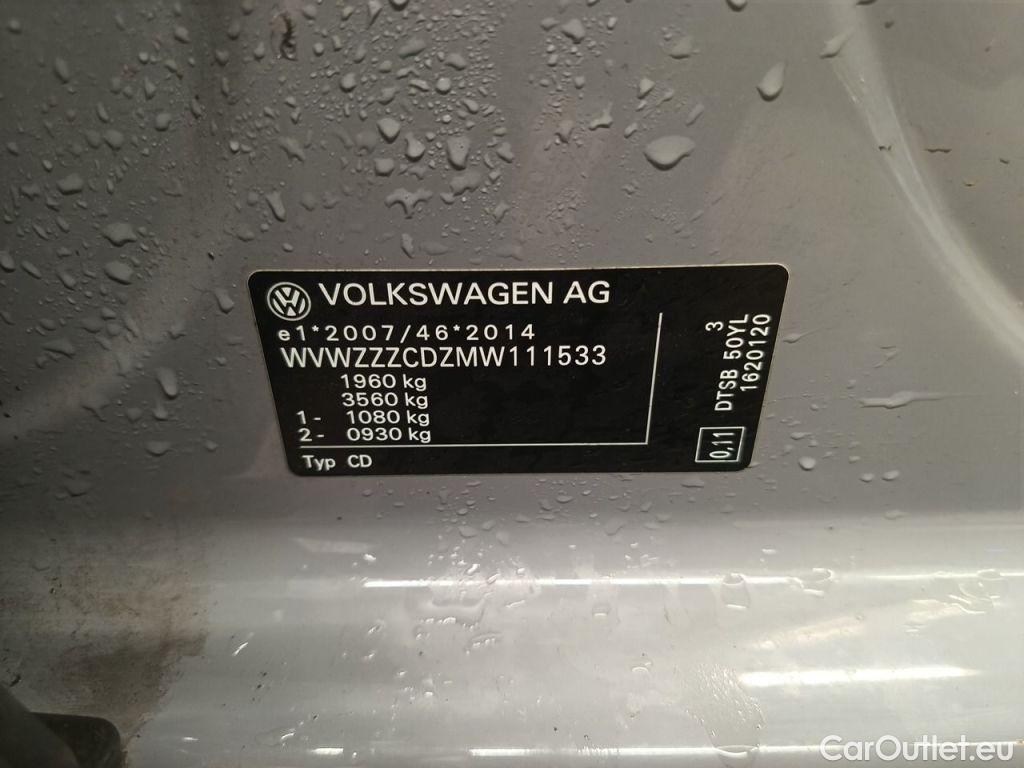 VOLKSWAGEN AG
e1*2007/46*2014
WVWZZZCDZMW111533
1960 kg
3560 kg
1- 1080 kg
2- 0930 kg
Typ CD
3
DTSB 50YL
1620120
0,11
CarOutlet.eu